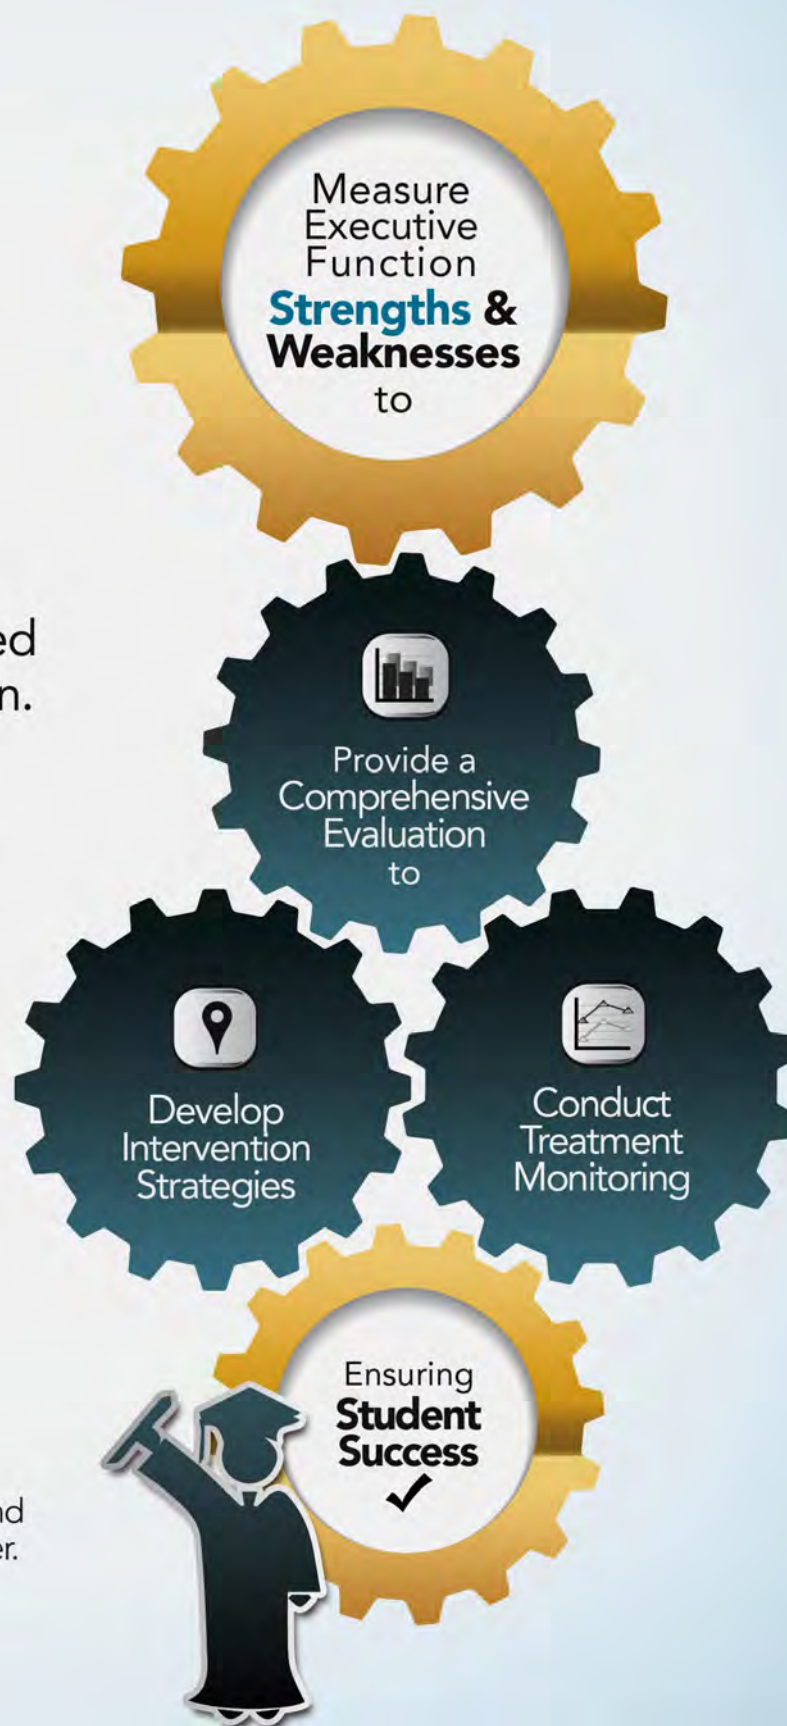 Measure
Executive
Function
Strengths &
Weaknesses
to
Provide a
Comprehensive
Evaluation
to
Develop
Intervention
Strategies
Conduct
Treatment
Monitoring
Ensuring
Student
Success